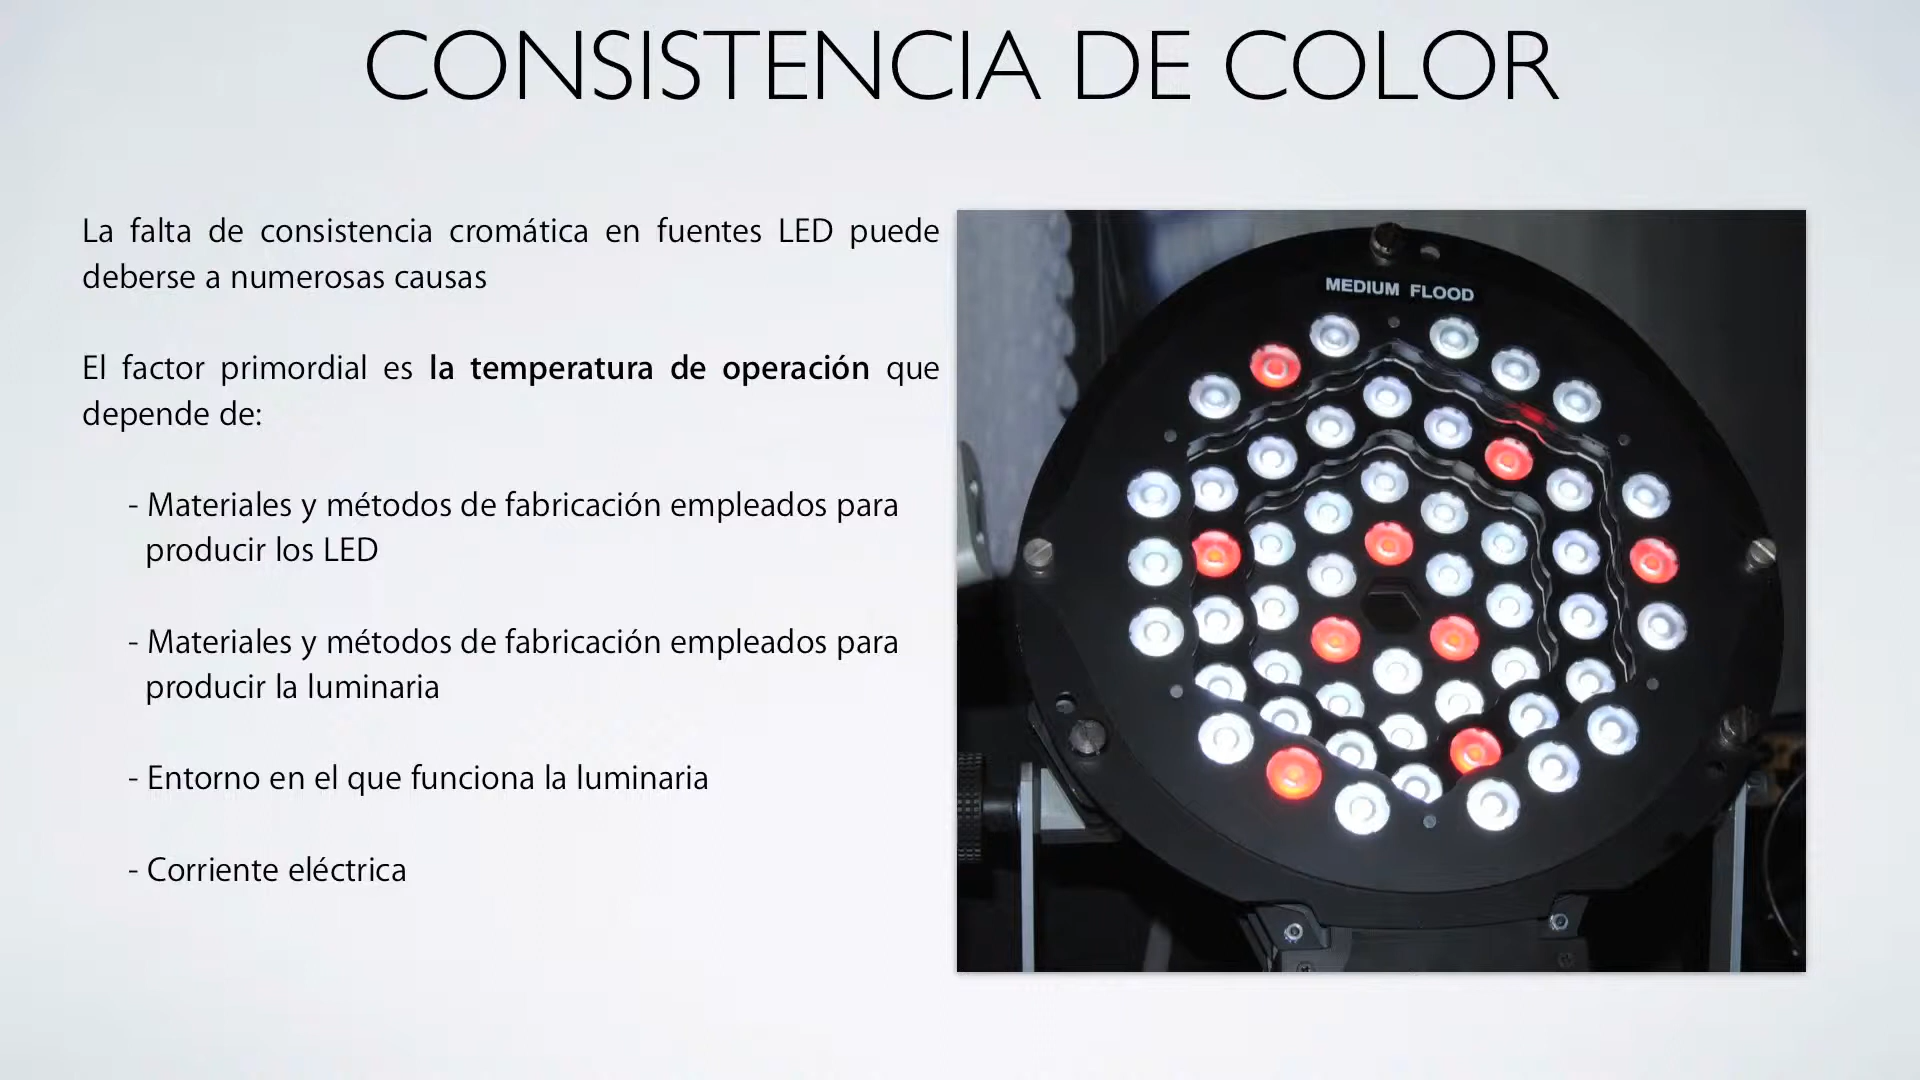 CONSISTENCIA DE COLOR
La falta de consistencia cromática en fuentes LED puede
deberse a numerosas causas
El factor primordial es la temperatura de operación que
depende de:
- Materiales y métodos de fabricación empleados para
producir los LED
- Materiales y métodos de fabricación empleados para
producir la luminaria
- Entorno en el que funciona la luminaria
- Corriente eléctrica
MEDIUM FLOOD